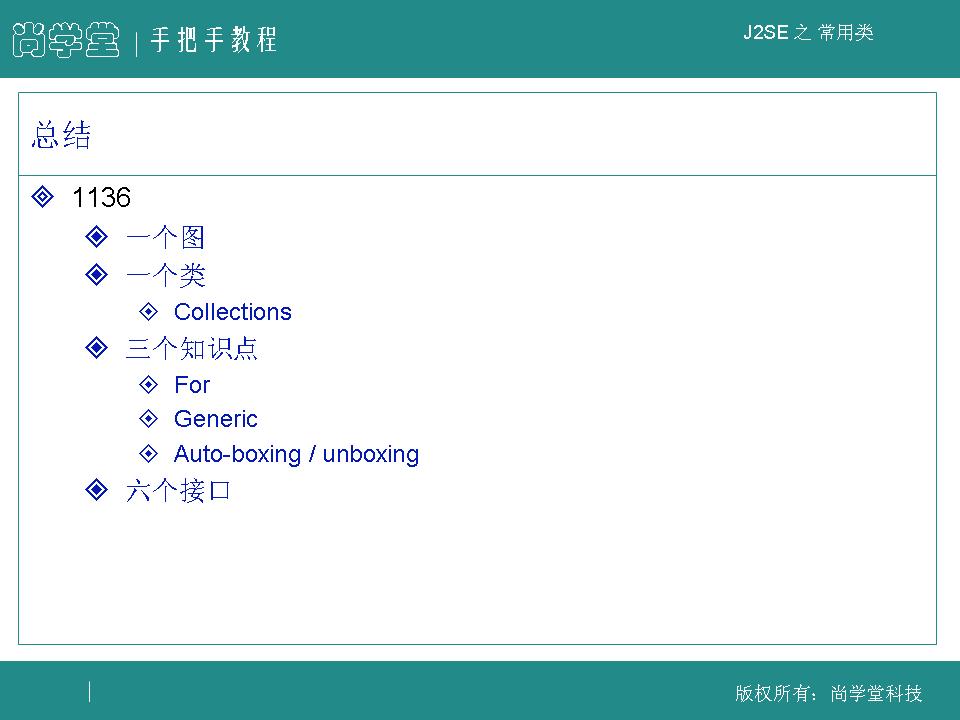 尚学堂 | 手把手教程
J2SE 之 常用类
总结
1136
一个图
一个类
Collections
三个知识点
For
Generic
Auto-boxing / unboxing
六个接口
版权所有：尚学堂科技